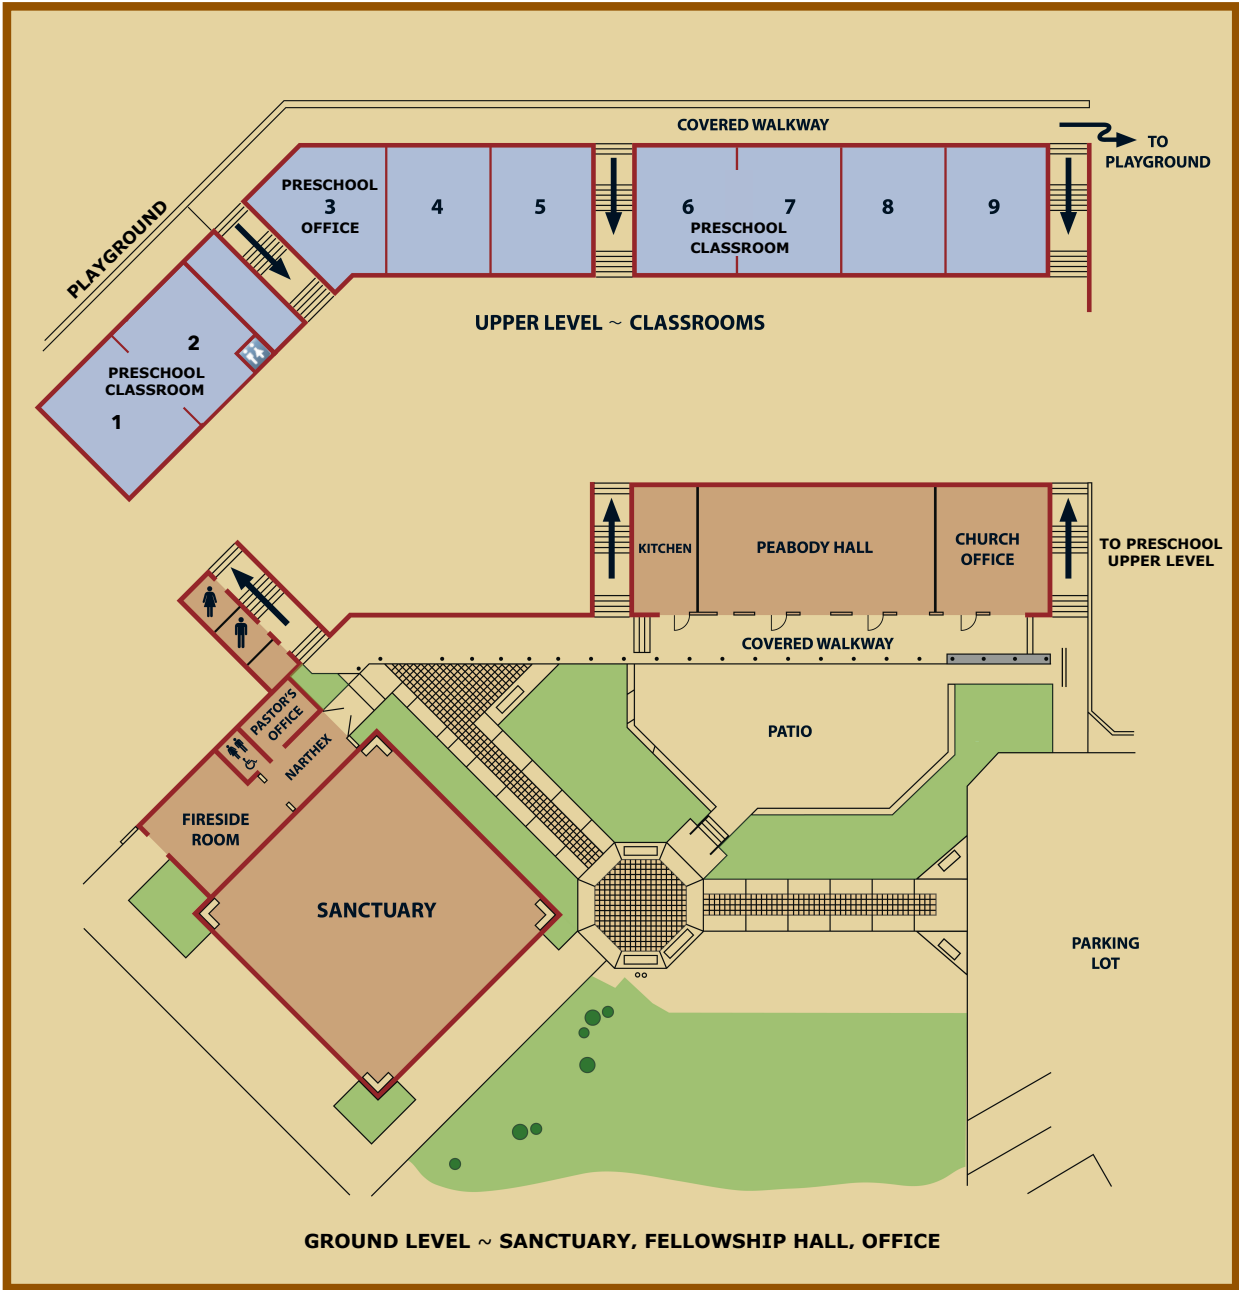 COVERED WALKWAY
TO
PLAYGROUND
PLAYGROUND
PRESCHOOL
3
OFFICE
4
5
6
7
PRESCHOOL
CLASSROOM
8
9
2
PRESCHOOL
CLASSROOM
1
UPPER LEVEL ~ CLASSROOMS
KITCHEN
PEABODY HALL
CHURCH
OFFICE
TO PRESCHOOL
UPPER LEVEL
COVERED WALKWAY
PASTOR'S
OFFICE
NARTHEX
PATIO
FIRESIDE
ROOM
SANCTUARY
PARKING
LOT
GROUND LEVEL ~ SANCTUARY, FELLOWSHIP HALL, OFFICE